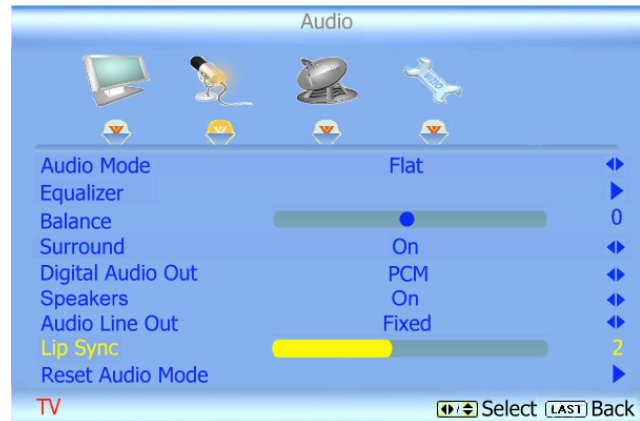 Audio
VIZIO
Audio Mode Flat
Equalizer
Balance 0
Surround On
Digital Audio Out PCM
Speakers On
Audio Line Out Fixed
Lip Sync 2
Reset Audio Mode
TV Select LAST Back